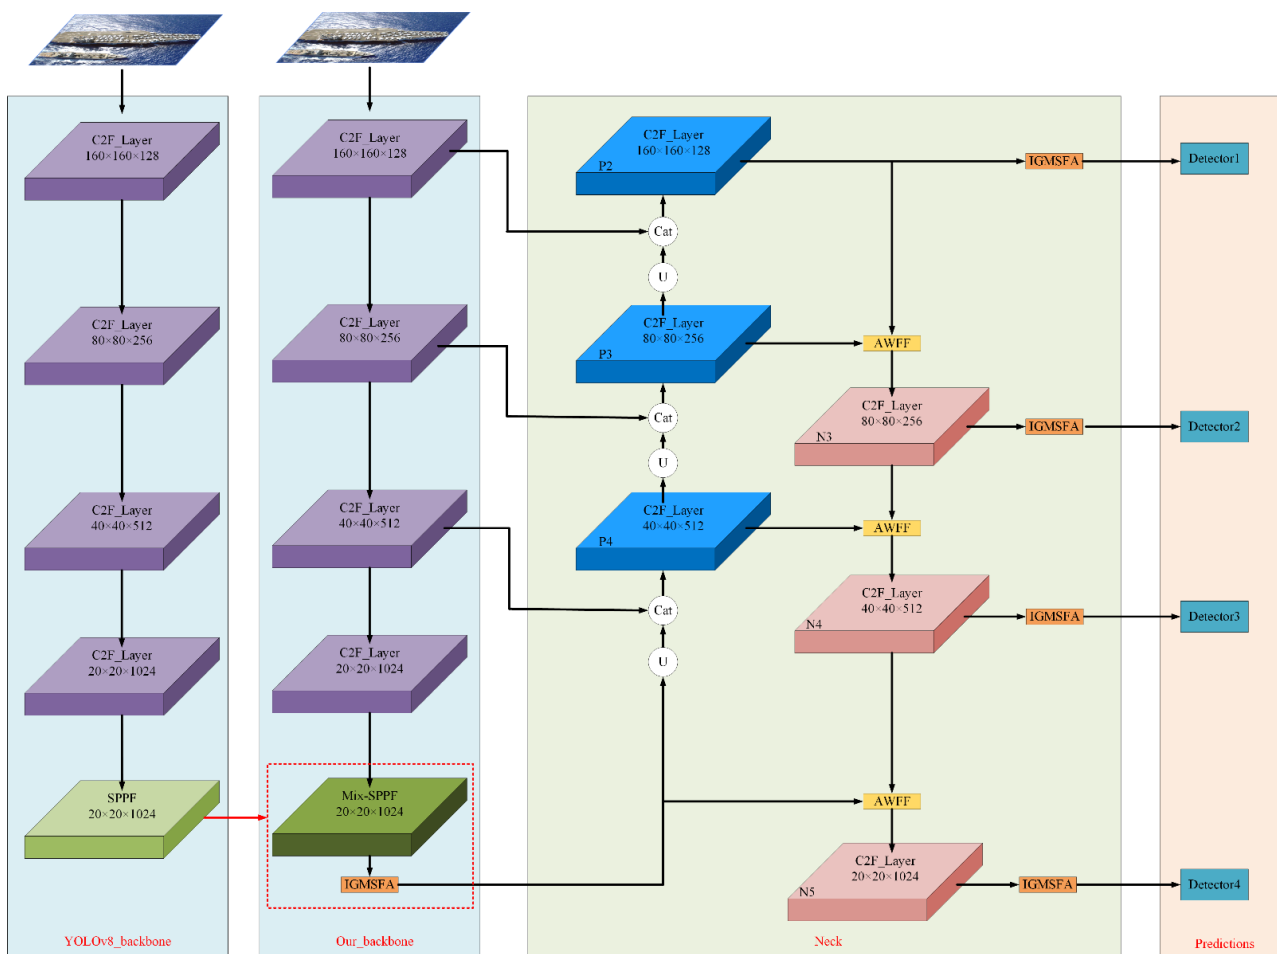 C2F_Layer
160×160×128
C2F_Layer
80×80×256
C2F_Layer
40×40×512
C2F_Layer
20×20×1024
SPPF
20×20×1024
YOLOv8_backbone
C2F_Layer
160×160×128
C2F_Layer
80×80×256
C2F_Layer
40×40×512
C2F_Layer
20×20×1024
Mix-SPPF
20×20×1024
IGMSFA
Our_backbone
C2F_Layer
160×160×128
P2
Cat
U
C2F_Layer
80×80×256
P3
Cat
U
C2F_Layer
40×40×512
P4
Cat
U
AWFF
C2F_Layer
80×80×256
N3
AWFF
C2F_Layer
40×40×512
N4
AWFF
C2F_Layer
20×20×1024
N5
IGMSFA
IGMSFA
IGMSFA
IGMSFA
Neck
Detector1
Detector2
Detector3
Detector4
Predictions